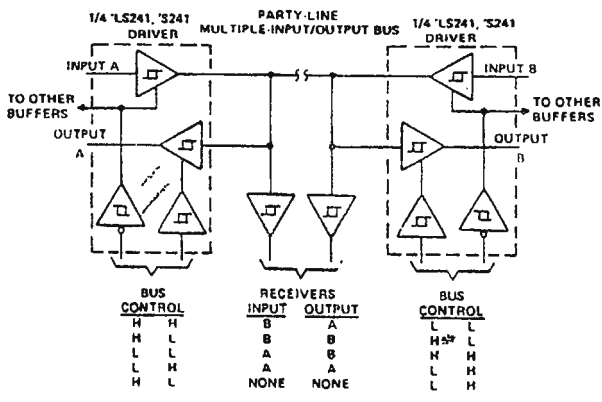 1/4 'LS241, 'S241
DRIVER
PARTY-LINE
MULTIPLE-INPUT/OUTPUT BUS
1/4 'LS241, 'S241
DRIVER
INPUT A
INPUT B
TO OTHER
BUFFERS
TO OTHER
BUFFERS
OUTPUT
A
OUTPUT
B
BUS
CONTROL
RECEIVERS
INPUT OUTPUT
BUS
CONTROL
H H B A L L
H L B B H L
L L A B H H
L H A A L H
H L NONE NONE L H